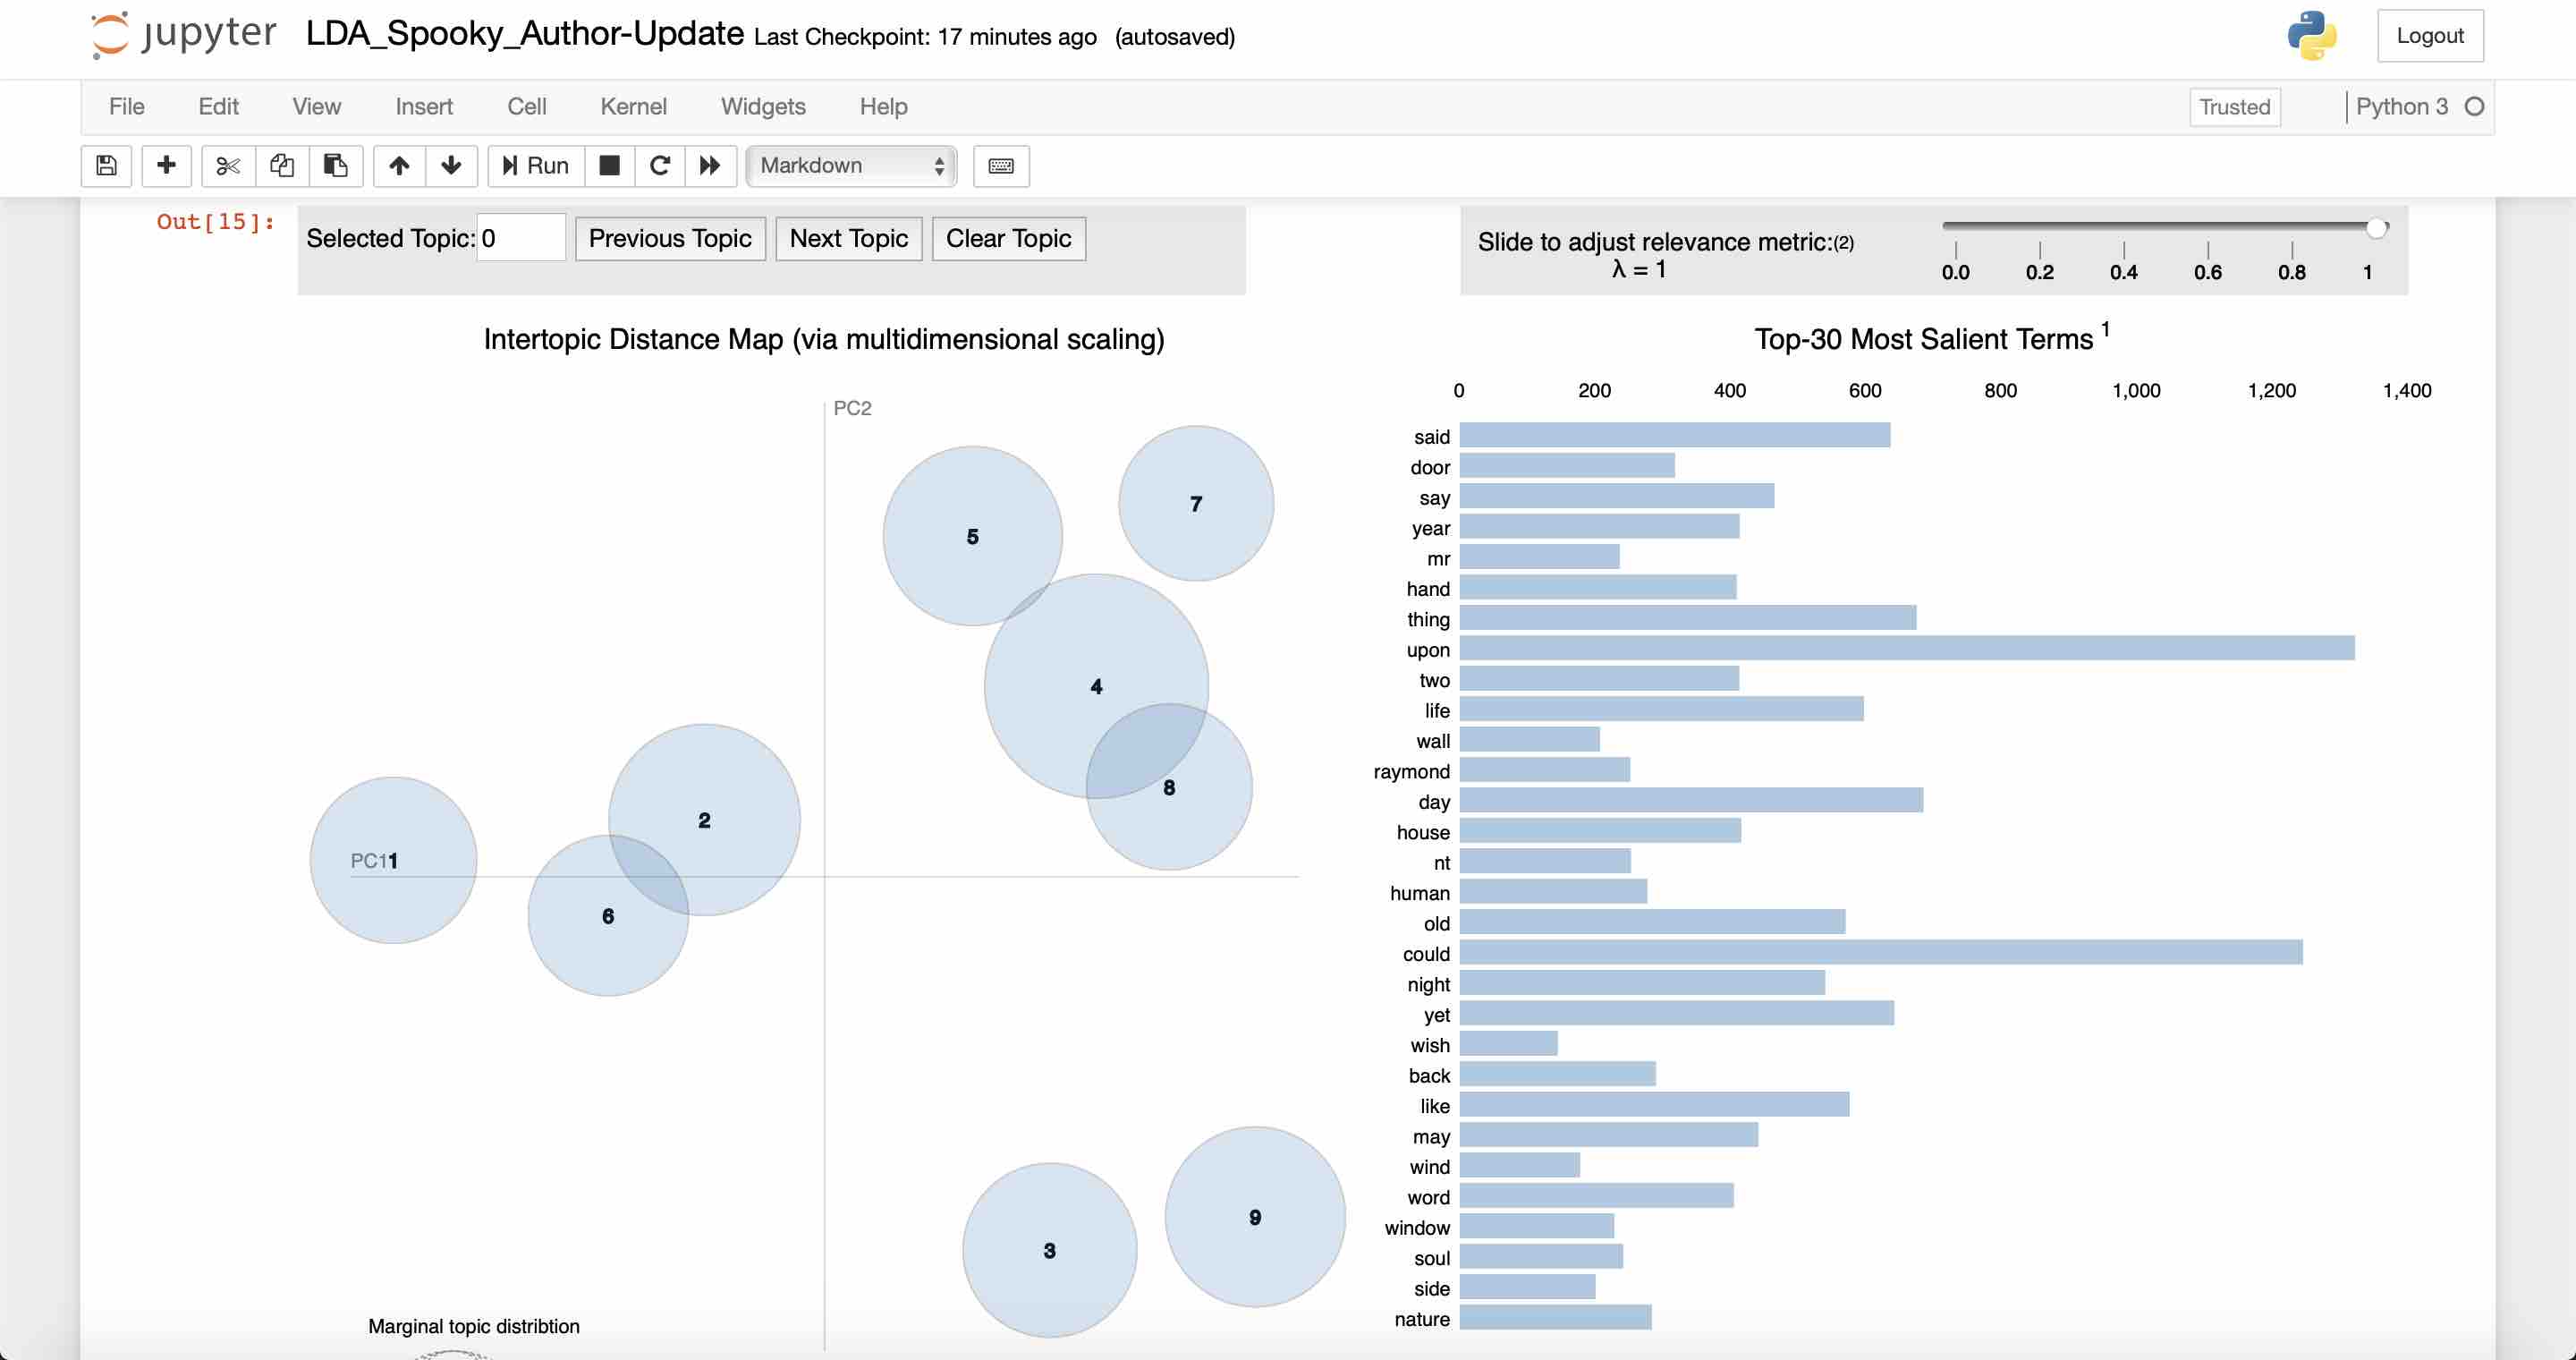 jupyter LDA_Spooky_Author-Update Last Checkpoint: 17 minutes ago (autosaved) Logout
File Edit View Insert Cell Kernel Widgets Help Trusted Python 3
Run Markdown
Out[15]: Selected Topic: 0 Previous Topic Next Topic Clear Topic
Slide to adjust relevance metric:(2)
λ = 1
0.0 0.2 0.4 0.6 0.8 1
Intertopic Distance Map (via multidimensional scaling)
PC2
5
7
4
8
2
PC1 1
6
9
3
Marginal topic distribtion
Top-30 Most Salient Terms 1
0 200 400 600 800 1,000 1,200 1,400
said
door
say
year
mr
hand
thing
upon
two
life
wall
raymond
day
house
nt
human
old
could
night
yet
wish
back
like
may
wind
word
window
soul
side
nature